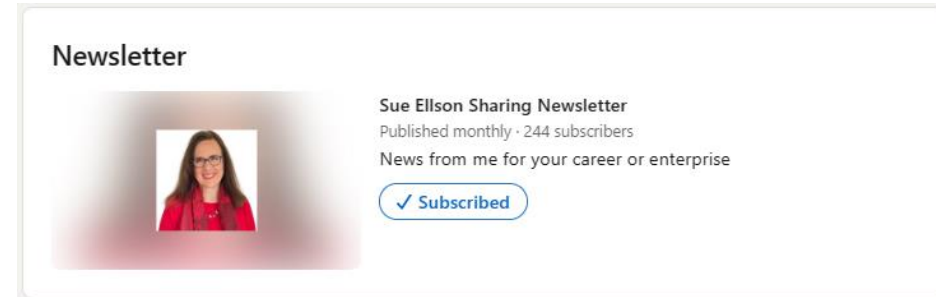 Newsletter
Sue Ellson Sharing Newsletter
Published monthly · 244 subscribers
News from me for your career or enterprise
✓ Subscribed